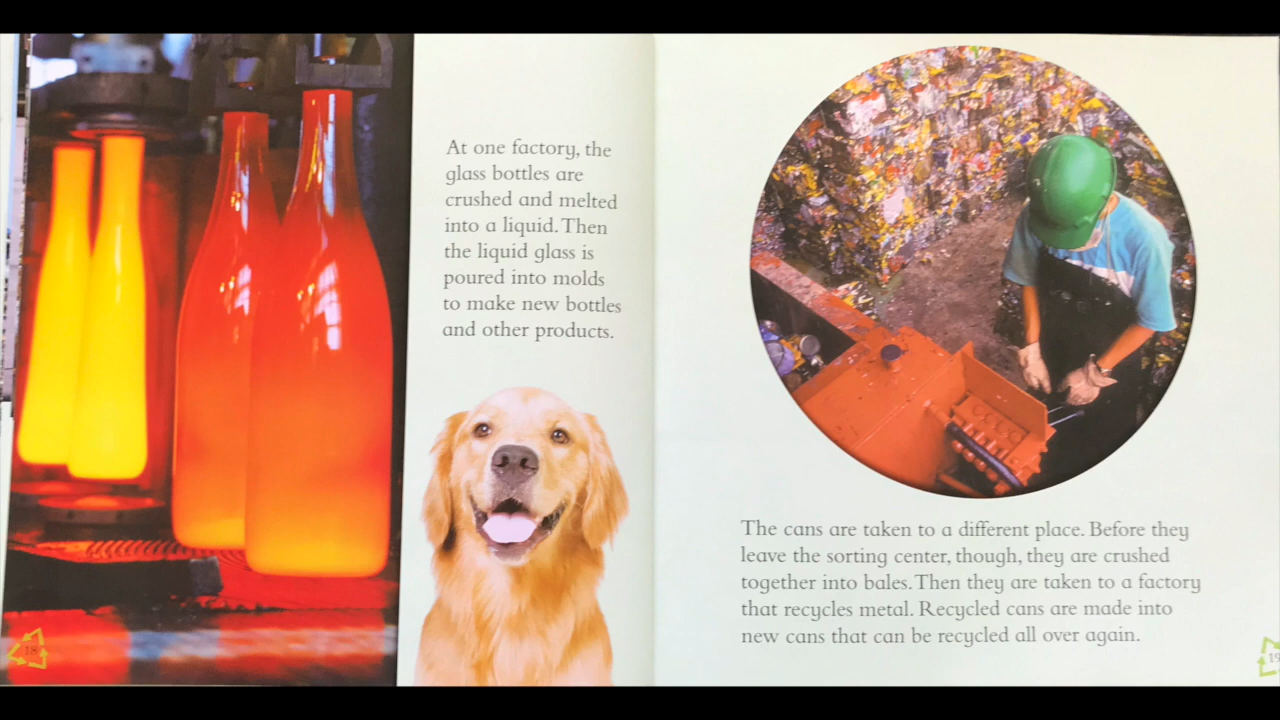 At one factory, the
glass bottles are
crushed and melted
into a liquid. Then
the liquid glass is
poured into molds
to make new bottles
and other products.
18
The cans are taken to a different place. Before they
leave the sorting center, though, they are crushed
together into bales. Then they are taken to a factory
that recycles metal. Recycled cans are made into
new cans that can be recycled all over again.
19